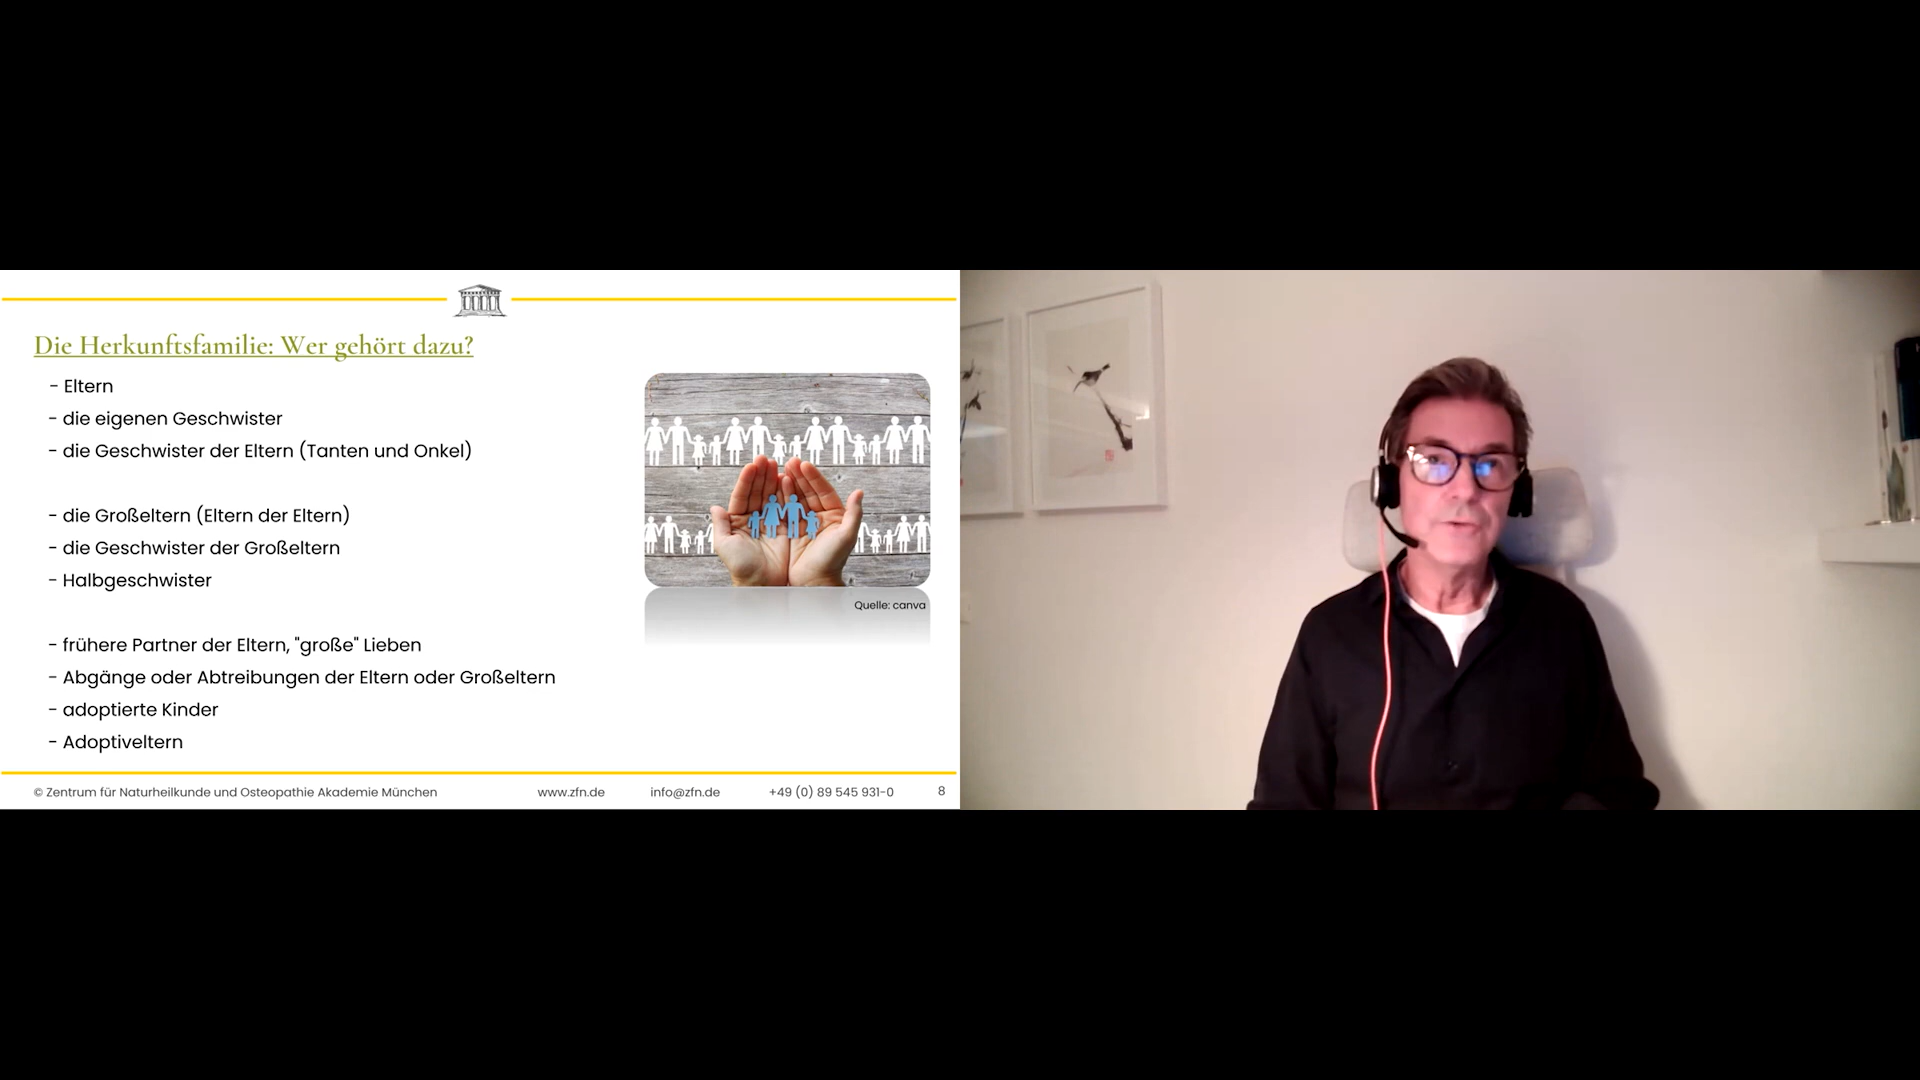 Die Herkunftsfamilie: Wer gehört dazu?
- Eltern
- die eigenen Geschwister
- die Geschwister der Eltern (Tanten und Onkel)
- die Großeltern (Eltern der Eltern)
- die Geschwister der Großeltern
- Halbgeschwister
- frühere Partner der Eltern, "große" Lieben
- Abgänge oder Abtreibungen der Eltern oder Großeltern
- adoptierte Kinder
- Adoptiveltern
Quelle: canva
© Zentrum für Naturheilkunde und Osteopathie Akademie München www.zfn.de info@zfn.de +49 (0) 89 545 931-0 8